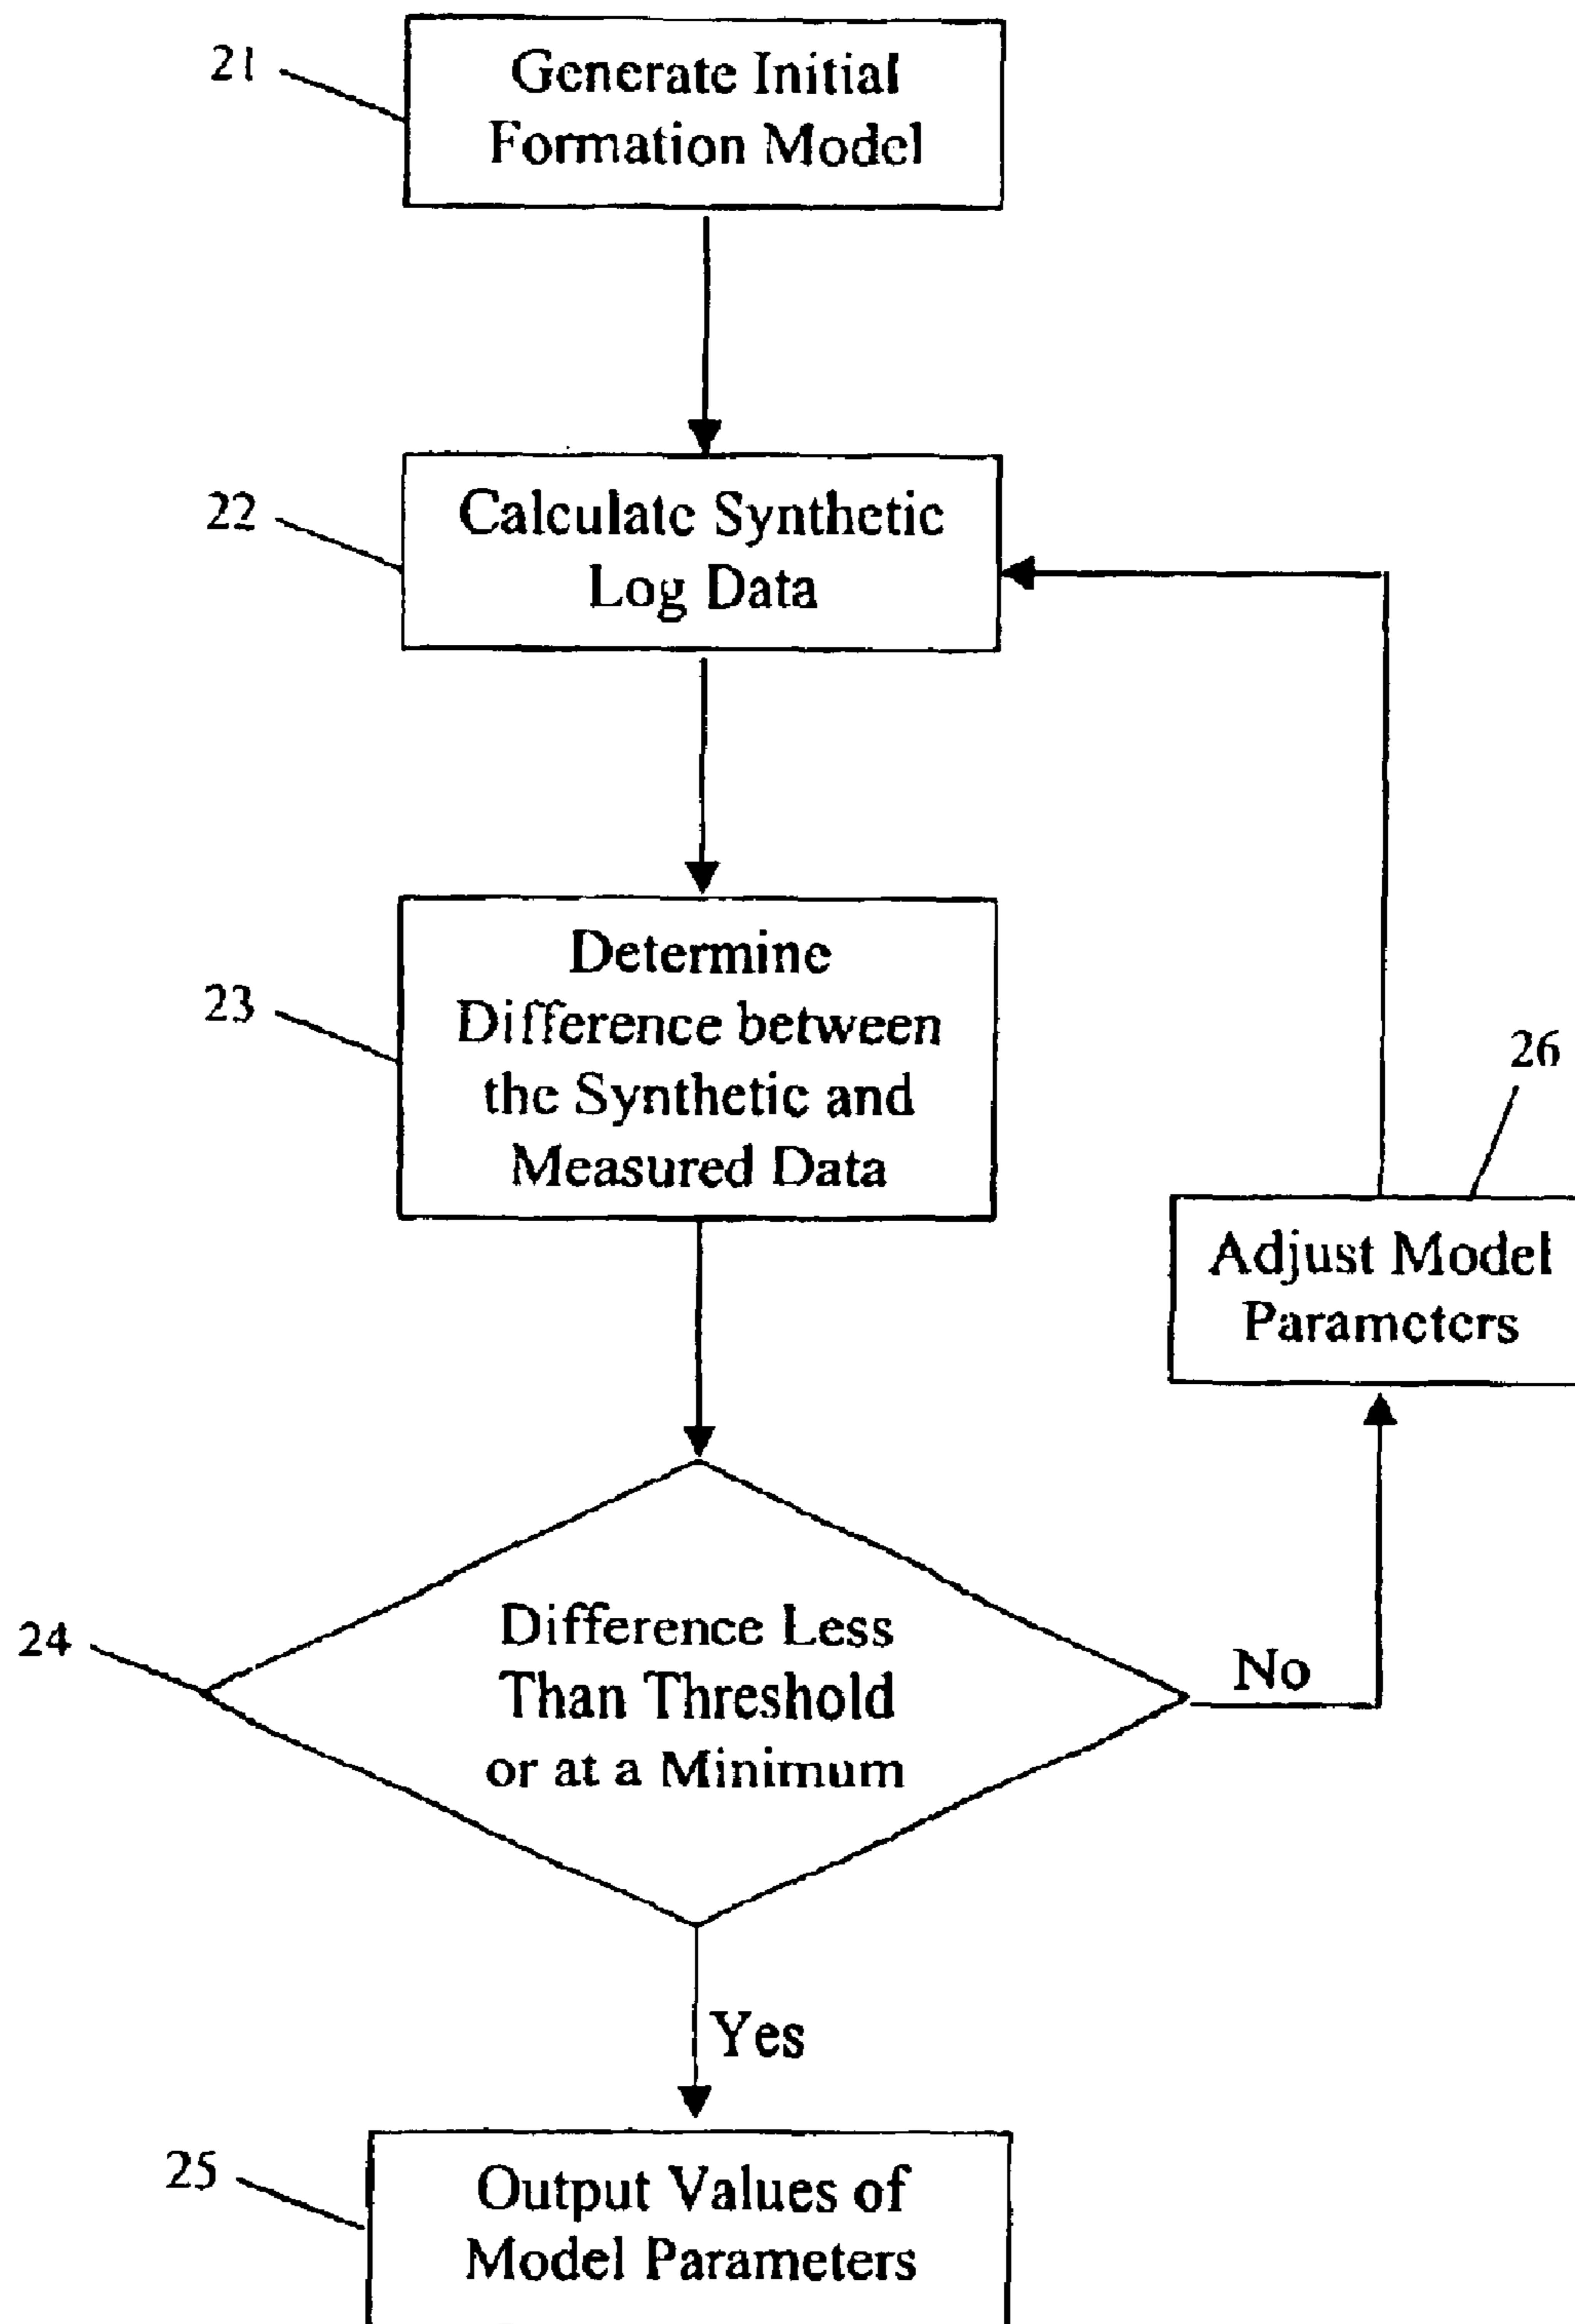 21
Generate Initial
Formation Model
22
Calculate Synthetic
Log Data
23
Determine
Difference between
the Synthetic and
Measured Data
26
Adjust Model
Parameters
24
Difference Less
Than Threshold
or at a Minimum
No
Yes
25
Output Values of
Model Parameters